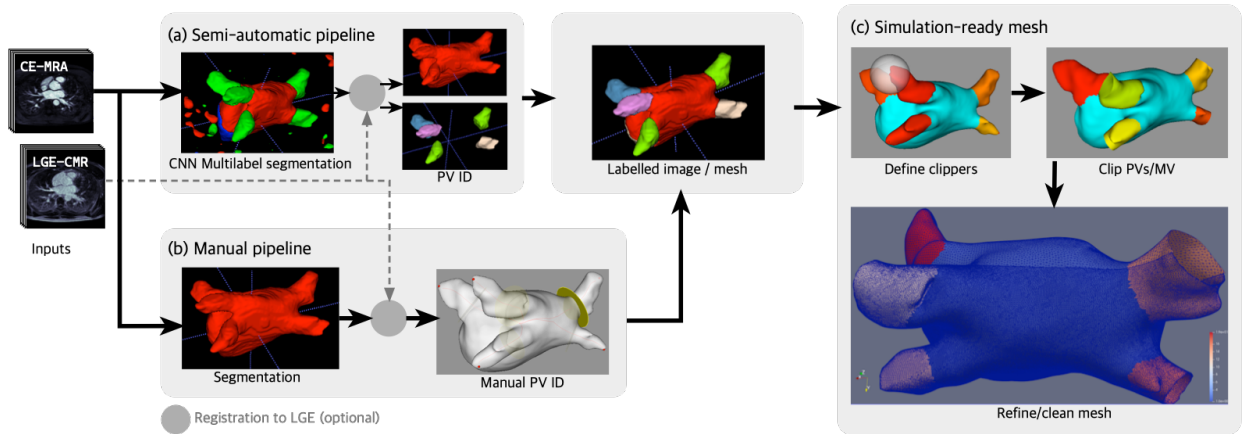 (a) Semi-automatic pipeline
(c) Simulation-ready mesh
CE-MRA
LGE-CMR
Inputs
CNN Multilabel segmentation
PV ID
Labelled image / mesh
Define clippers
Clip PVs/MV
(b) Manual pipeline
Segmentation
Manual PV ID
Refine/clean mesh
Registration to LGE (optional)